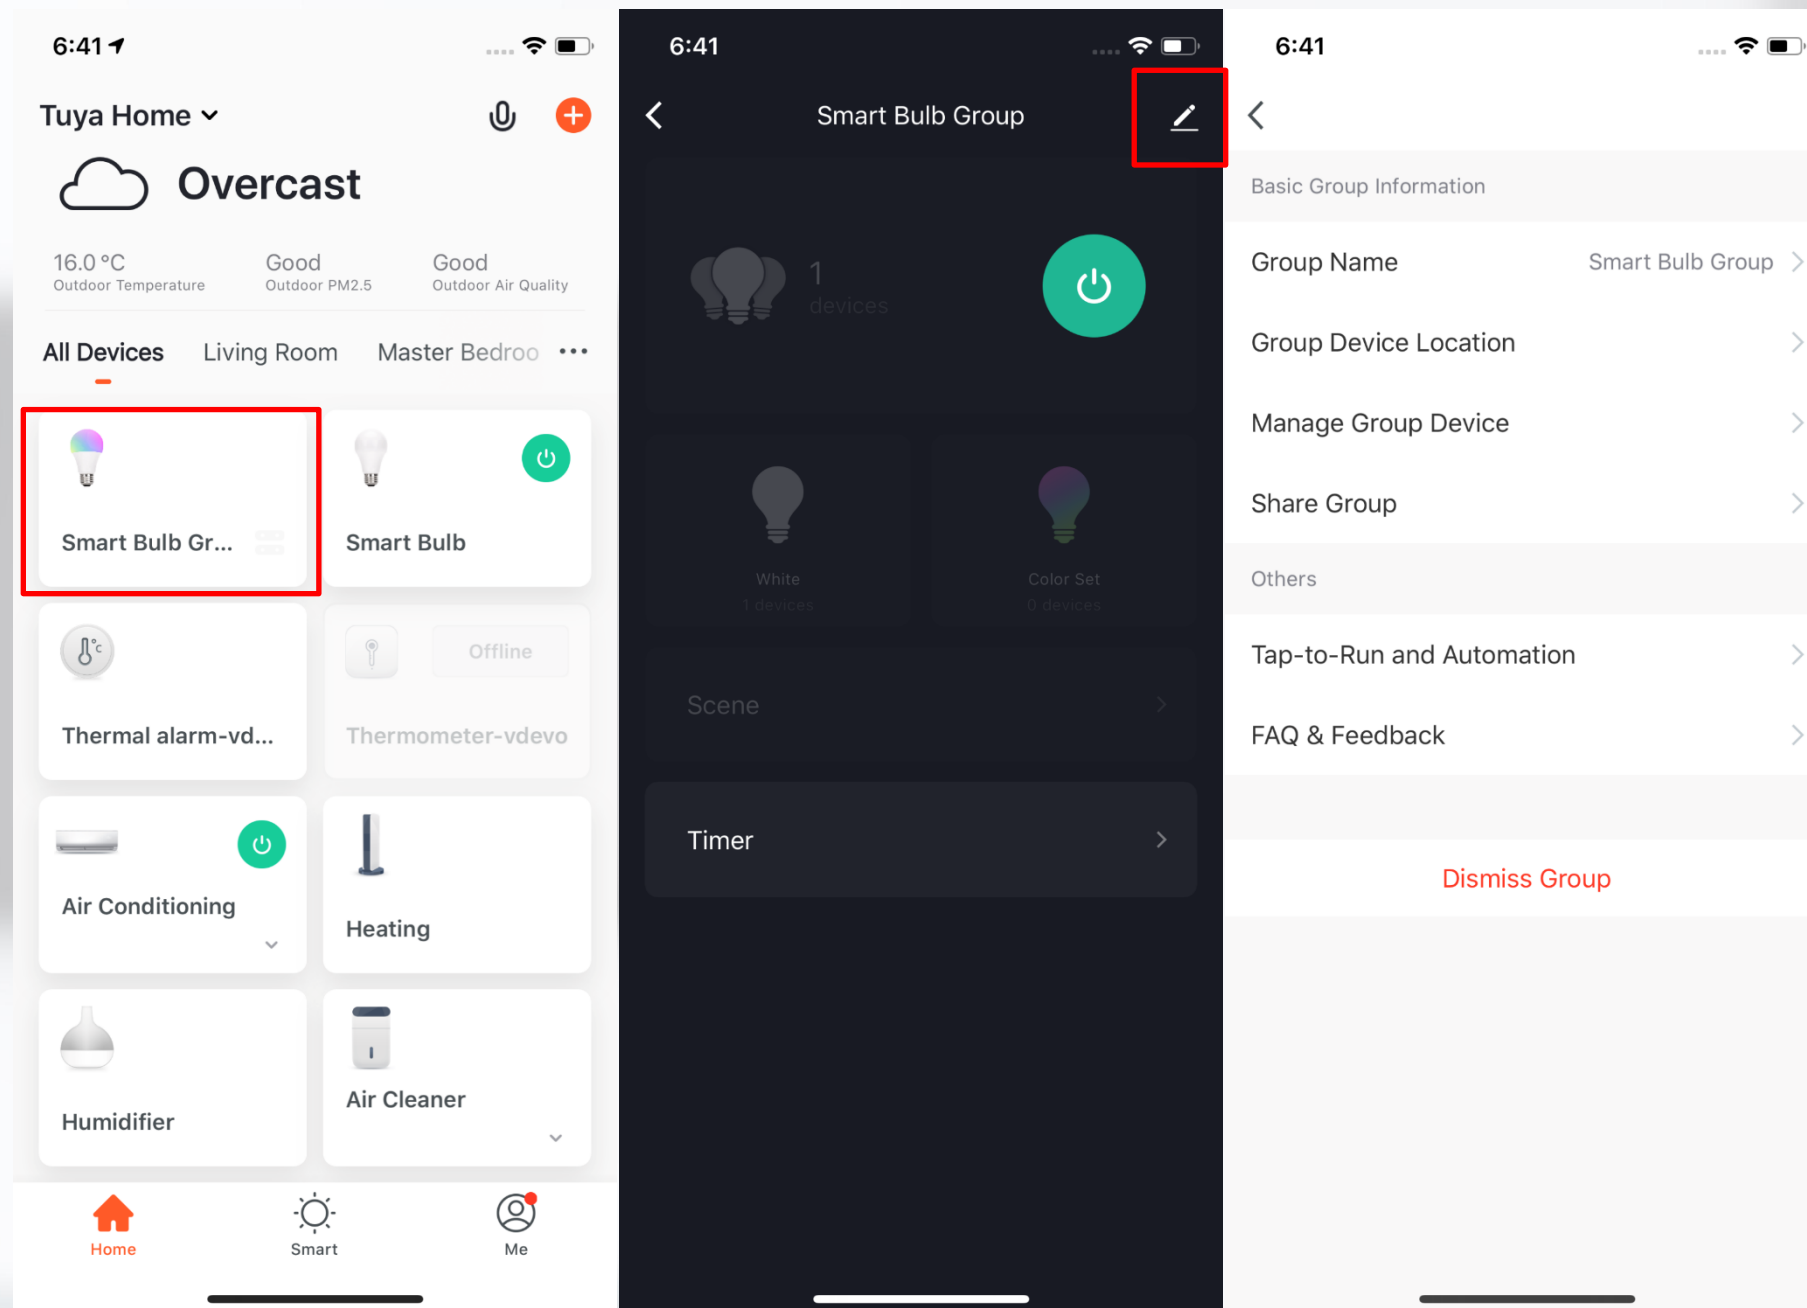 6:41
Tuya Home
Overcast
16.0 °C
Outdoor Temperature
Good
Outdoor PM2.5
Good
Outdoor Air Quality
All Devices
Living Room
Master Bedroo
Smart Bulb Gr...
Smart Bulb
°c
Offline
Thermal alarm-vd...
Thermometer-vdevo
Air Conditioning
Heating
Humidifier
Air Cleaner
Home
Smart
Me
6:41
Smart Bulb Group
1
devices
White
1 devices
Color Set
0 devices
Scene
Timer
6:41
Basic Group Information
Group Name Smart Bulb Group
Group Device Location
Manage Group Device
Share Group
Others
Tap-to-Run and Automation
FAQ & Feedback
Dismiss Group